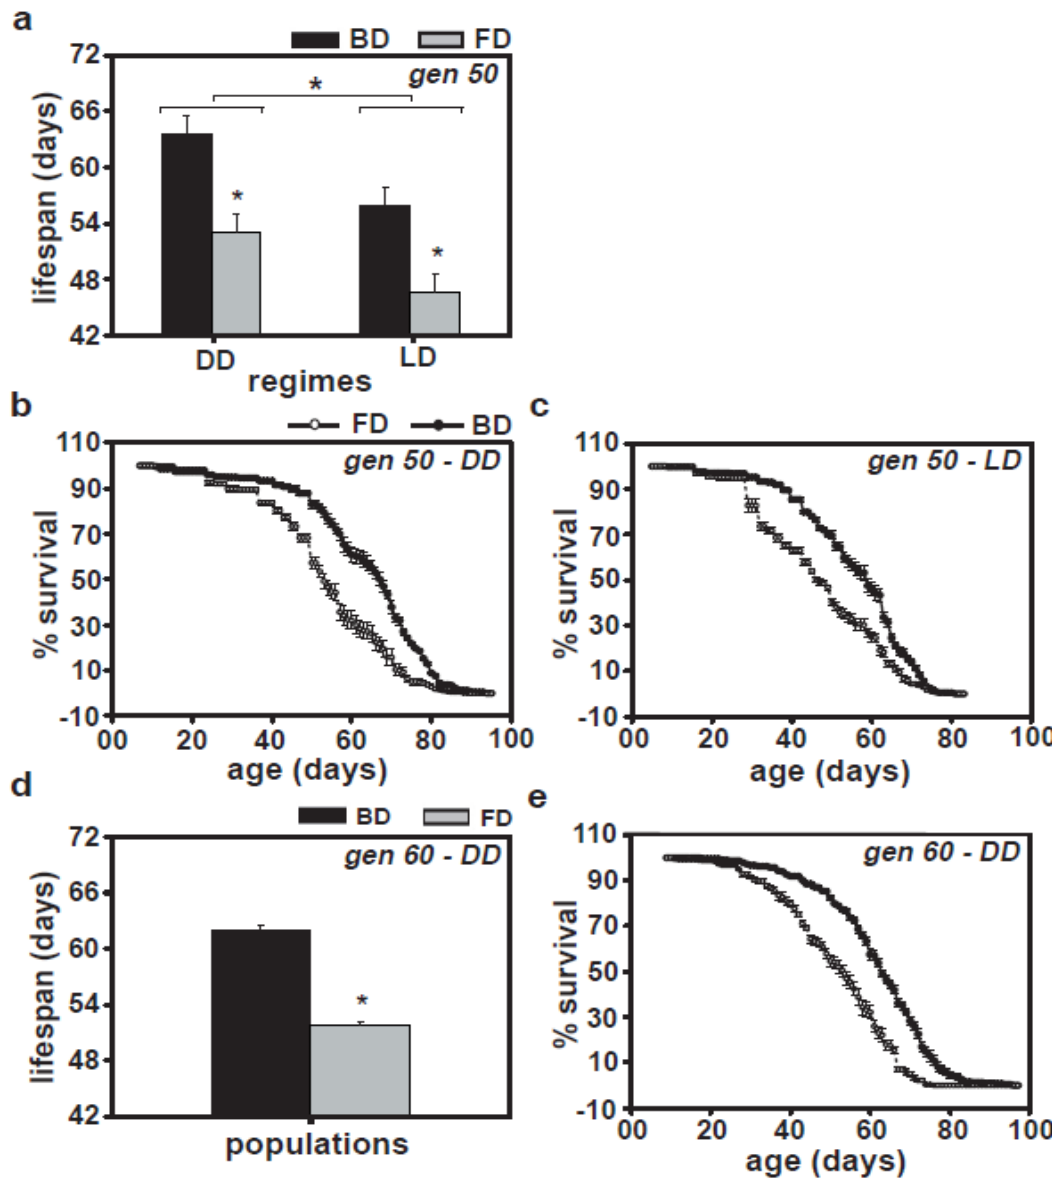 a
BD FD
gen 50
72
66
60
54
48
42
lifespan (days)
*
*
*
DD LD
regimes
b
FD BD
gen 50 - DD
110
90
70
50
30
10
-10
% survival
00 20 40 60 80 100
age (days)
c
gen 50 - LD
110
90
70
50
30
10
-10
% survival
00 20 40 60 80 100
age (days)
d
BD FD
gen 60 - DD
72
66
60
54
48
42
lifespan (days)
*
populations
e
gen 60 - DD
110
90
70
50
30
10
-10
% survival
00 20 40 60 80 100
age (days)